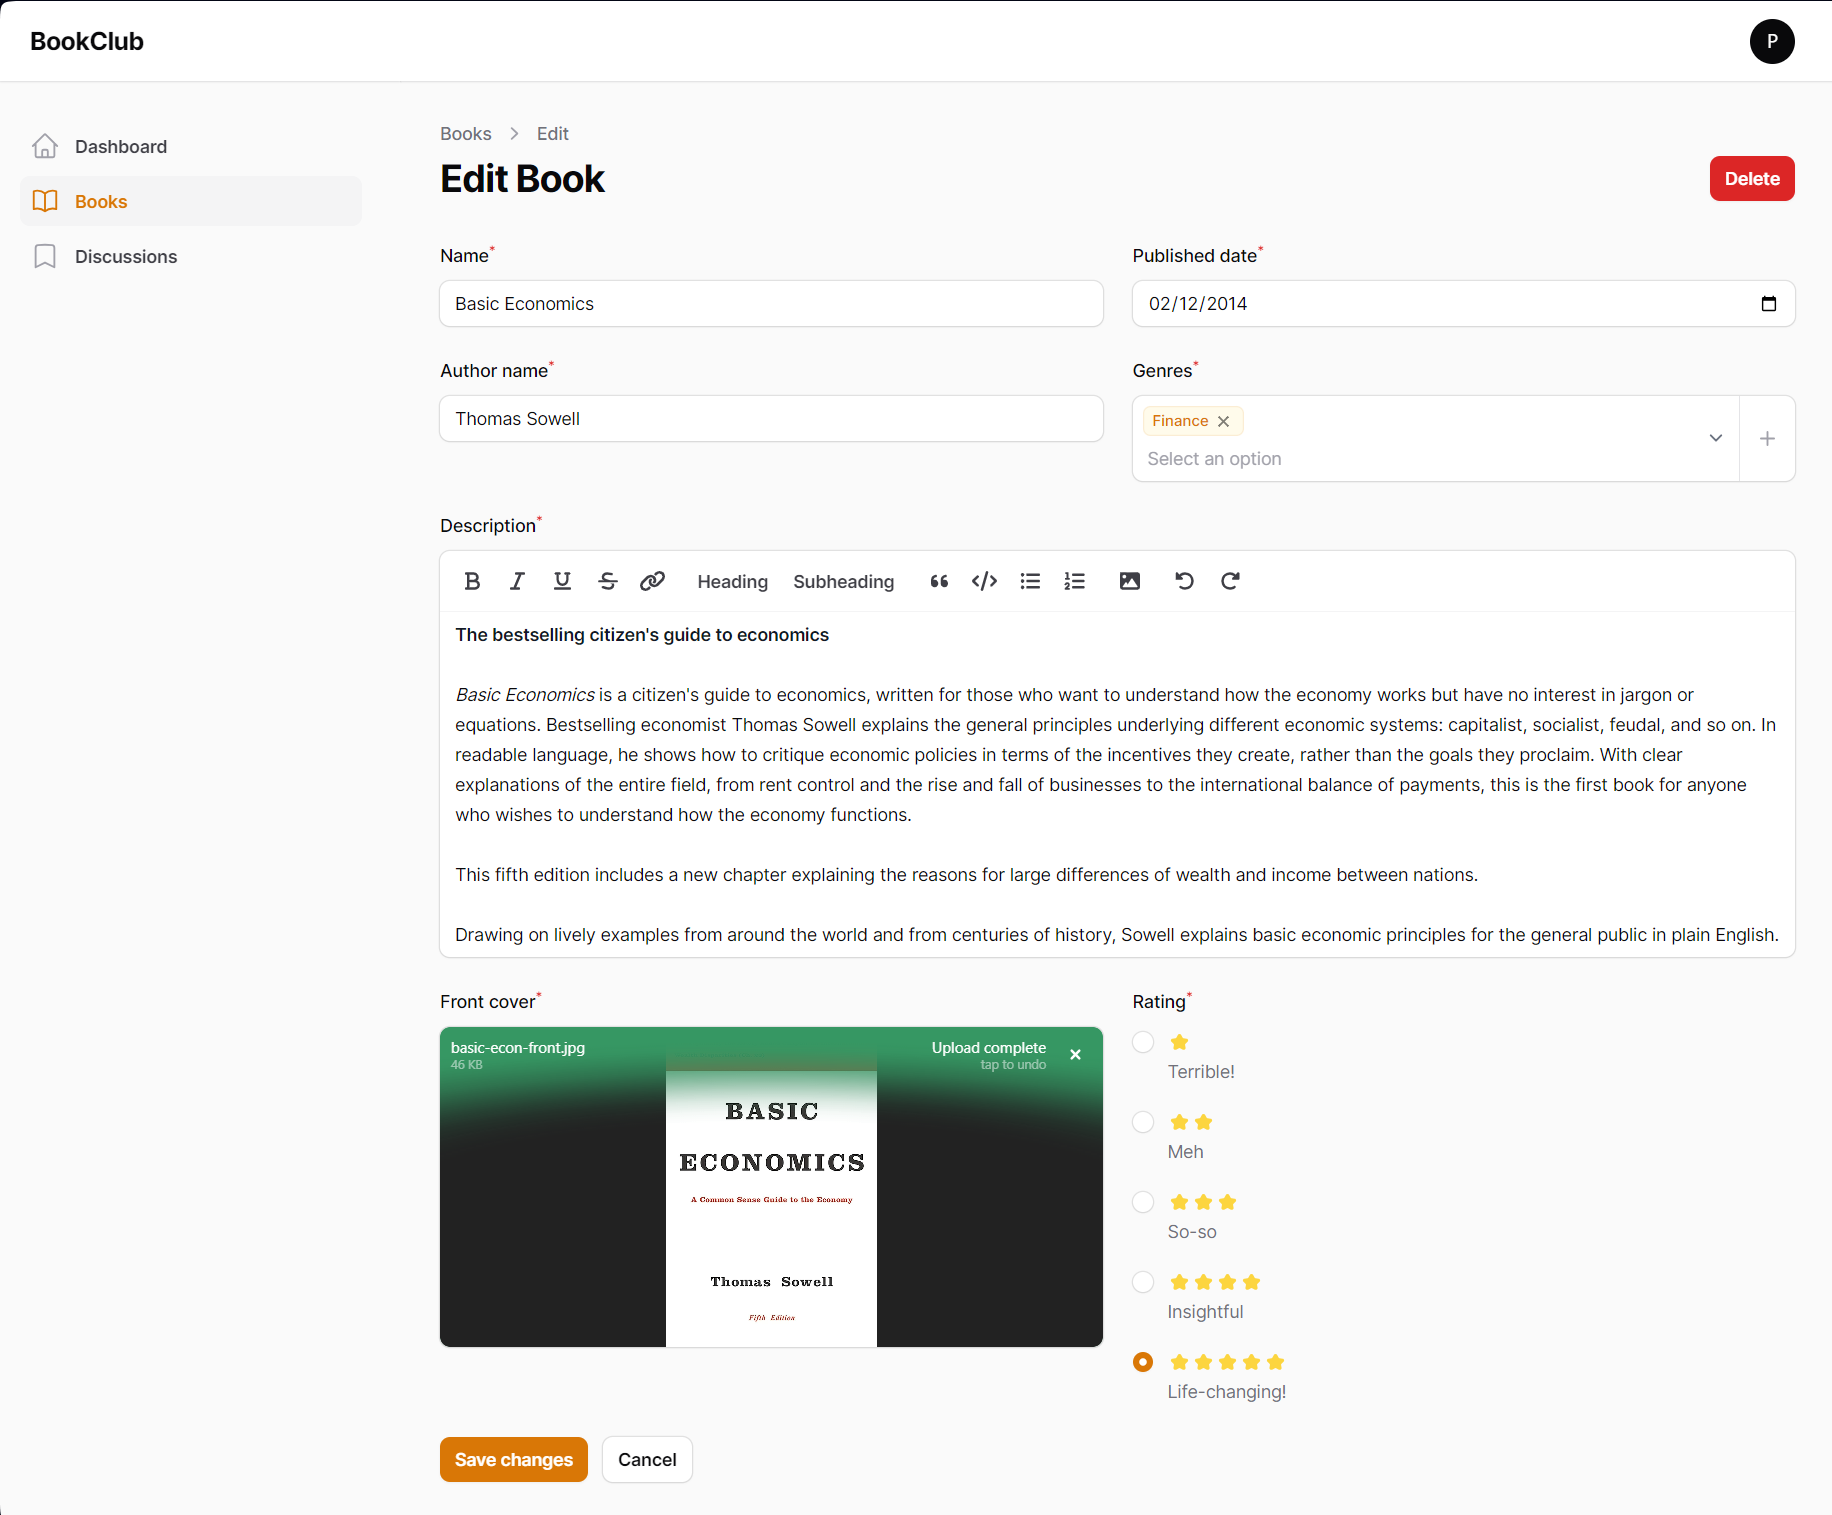 BookClub
P
Dashboard
Books
Discussions
Books > Edit
Edit Book
Delete
Name*
Basic Economics
Published date*
02/12/2014
Author name*
Thomas Sowell
Genres*
Finance ×
Select an option
+
Description*
B I U S Heading Subheading
The bestselling citizen's guide to economics
Basic Economics is a citizen's guide to economics, written for those who want to understand how the economy works but have no interest in jargon or
equations. Bestselling economist Thomas Sowell explains the general principles underlying different economic systems: capitalist, socialist, feudal, and so on. In
readable language, he shows how to critique economic policies in terms of the incentives they create, rather than the goals they proclaim. With clear
explanations of the entire field, from rent control and the rise and fall of businesses to the international balance of payments, this is the first book for anyone
who wishes to understand how the economy functions.
This fifth edition includes a new chapter explaining the reasons for large differences of wealth and income between nations.
Drawing on lively examples from around the world and from centuries of history, Sowell explains basic economic principles for the general public in plain English.
Front cover*
basic-econ-front.jpg
46 KB
Upload complete
tap to undo
BASIC
ECONOMICS
A Common Sense Guide to the Economy
Thomas Sowell
Fifth Edition
Rating*
Terrible!
Meh
So-so
Insightful
Life-changing!
Save changes
Cancel